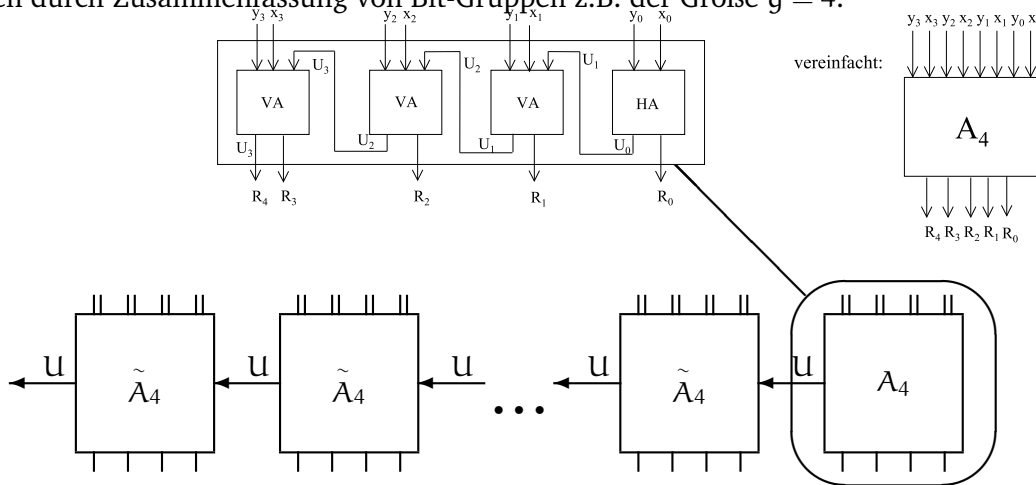 durch Zusammenfassung von Bit-Gruppen z.B. der Größe g = 4.
y3 x3 y2 x2 y1 x1 y0 x0
U3 U2 U1
VA VA VA HA
U3 U2 U1 U0
R4 R3 R2 R1 R0
vereinfacht:
y3 x3 y2 x2 y1 x1 y0 x
A4
R4 R3 R2 R1 R0
U U U U U
Ã4 Ã4 ... Ã4 A4